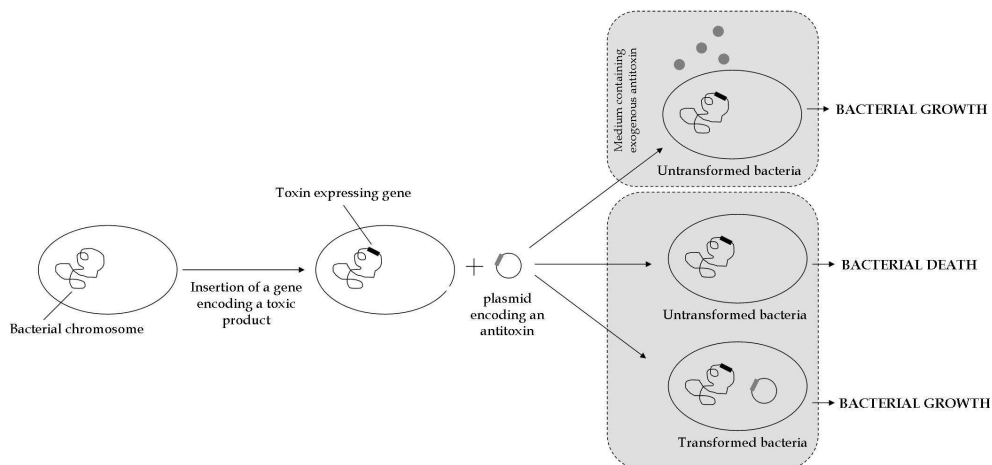 Medium containing
exogenous antitoxin
BACTERIAL GROWTH
Untransformed bacteria
Toxin expressing gene
Insertion of a gene
encoding a toxic
product
Bacterial chromosome
plasmid
encoding an
antitoxin
BACTERIAL DEATH
Untransformed bacteria
BACTERIAL GROWTH
Transformed bacteria